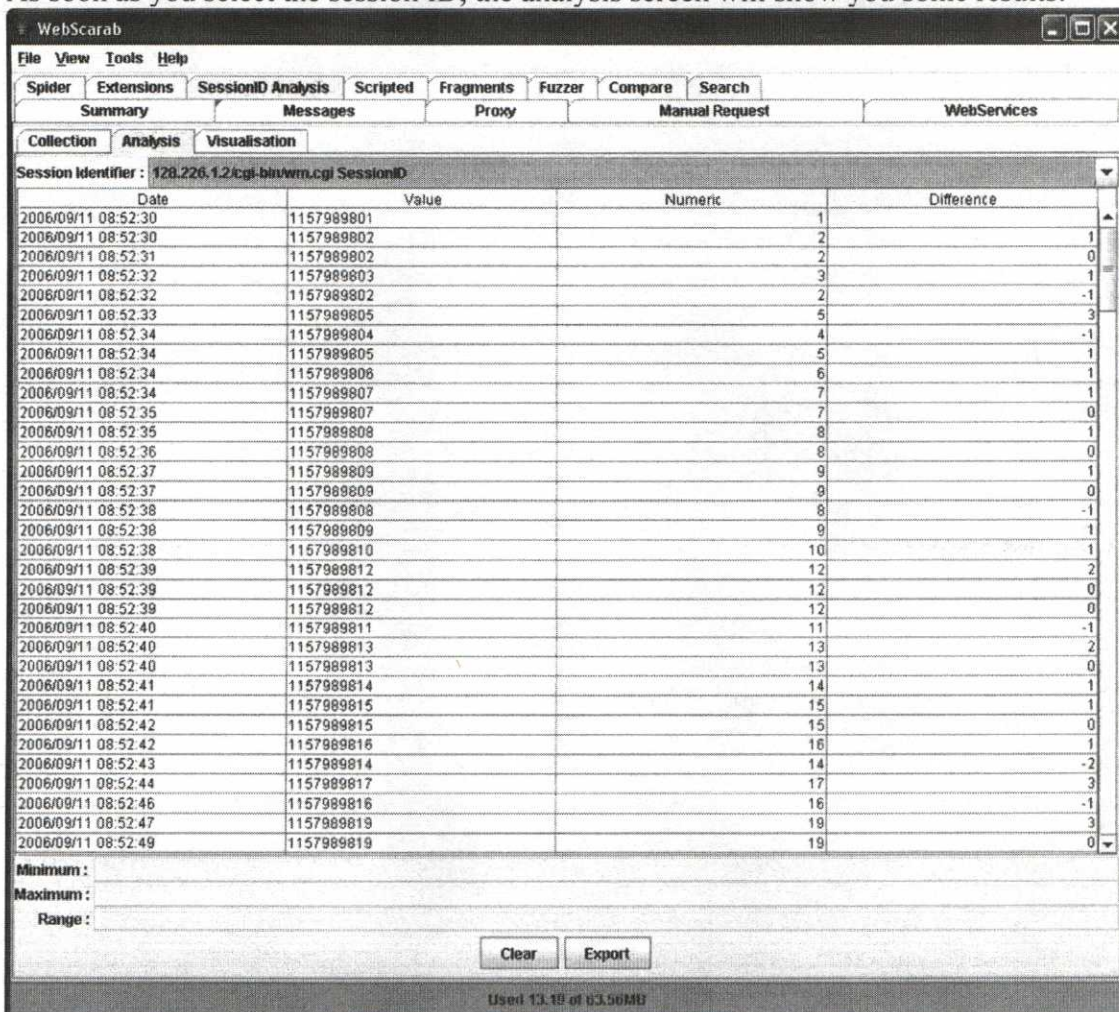 As soon as you select the session ID, the analysis screen will show you some results.
WebScarab
File View Tools Help
Spider Extensions SessionID Analysis Scripted Fragments Fuzzer Compare Search
Summary Messages Proxy Manual Request WebServices
Collection Analysis Visualisation
Session Identifier : 128.226.1.2/cgi-bin/wm.cgi SessionID
Date Value Numeric Difference
2006/09/11 08:52:30 1157989801 1
2006/09/11 08:52:30 1157989802 2 1
2006/09/11 08:52:31 1157989802 2 0
2006/09/11 08:52:32 1157989803 3 1
2006/09/11 08:52:32 1157989802 2 -1
2006/09/11 08:52:33 1157989805 5 3
2006/09/11 08:52:34 1157989804 4 -1
2006/09/11 08:52:34 1157989805 5 1
2006/09/11 08:52:34 1157989806 6 1
2006/09/11 08:52:34 1157989807 7 1
2006/09/11 08:52:35 1157989807 7 0
2006/09/11 08:52:35 1157989808 8 1
2006/09/11 08:52:36 1157989808 8 0
2006/09/11 08:52:37 1157989809 9 1
2006/09/11 08:52:37 1157989809 9 0
2006/09/11 08:52:38 1157989808 8 -1
2006/09/11 08:52:38 1157989809 9 1
2006/09/11 08:52:38 1157989810 10 1
2006/09/11 08:52:39 1157989812 12 2
2006/09/11 08:52:39 1157989812 12 0
2006/09/11 08:52:39 1157989812 12 0
2006/09/11 08:52:40 1157989811 11 -1
2006/09/11 08:52:40 1157989813 13 2
2006/09/11 08:52:40 1157989813 13 0
2006/09/11 08:52:41 1157989814 14 1
2006/09/11 08:52:41 1157989815 15 1
2006/09/11 08:52:42 1157989815 15 0
2006/09/11 08:52:42 1157989816 16 1
2006/09/11 08:52:43 1157989814 14 -2
2006/09/11 08:52:44 1157989817 17 3
2006/09/11 08:52:46 1157989816 16 -1
2006/09/11 08:52:47 1157989819 19 3
2006/09/11 08:52:49 1157989819 19 0
Minimum :
Maximum :
Range :
Clear Export
Used 13.19 of 63.56MB